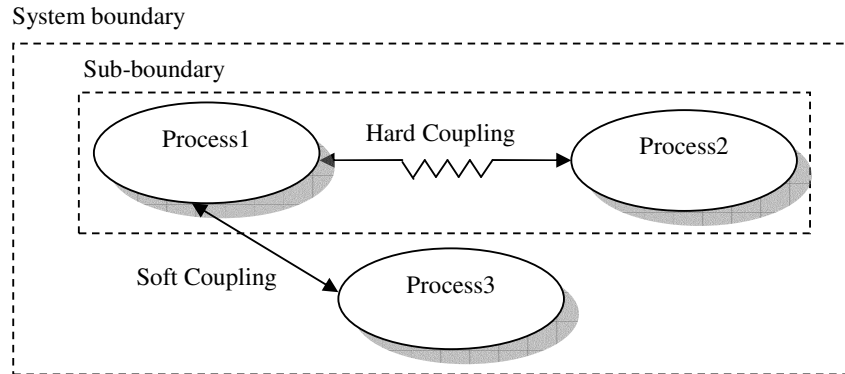 System boundary
Sub-boundary
Process1
Hard Coupling
Process2
Soft Coupling
Process3